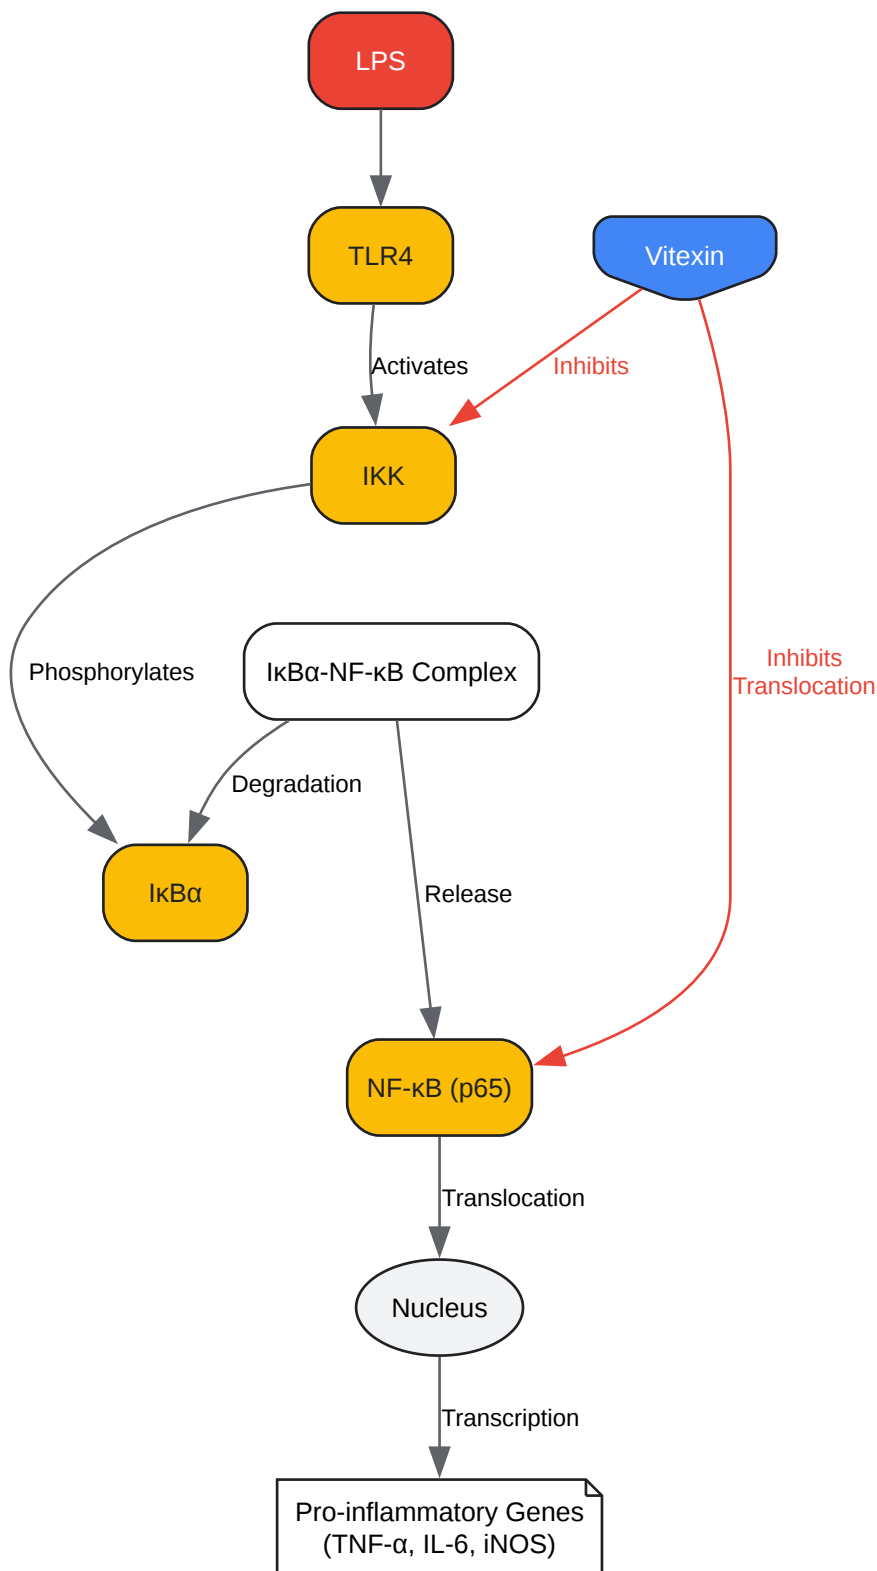 LPS
TLR4
Vitexin
Activates
Inhibits
IKK
Inhibits
Translocation
Phosphorylates
IκBα-NF-κB Complex
Degradation
IκBα
Release
NF-κB (p65)
Translocation
Nucleus
Transcription
Pro-inflammatory Genes
(TNF-α, IL-6, iNOS)